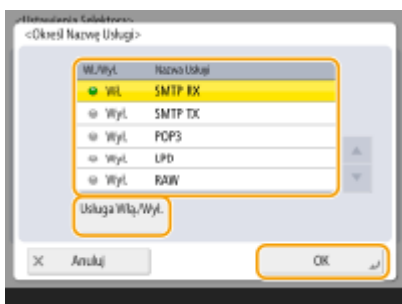 <Ustawienia Selektora>
<Określ Nazwę Usługi>
Wł./Wył. Nazwa Usługi
Wł. SMTP RX
Wył. SMTP TX
Wył. POP3
Wył. LPD
Wył. RAW
Usługa Włą./Wył.
× Anuluj OK